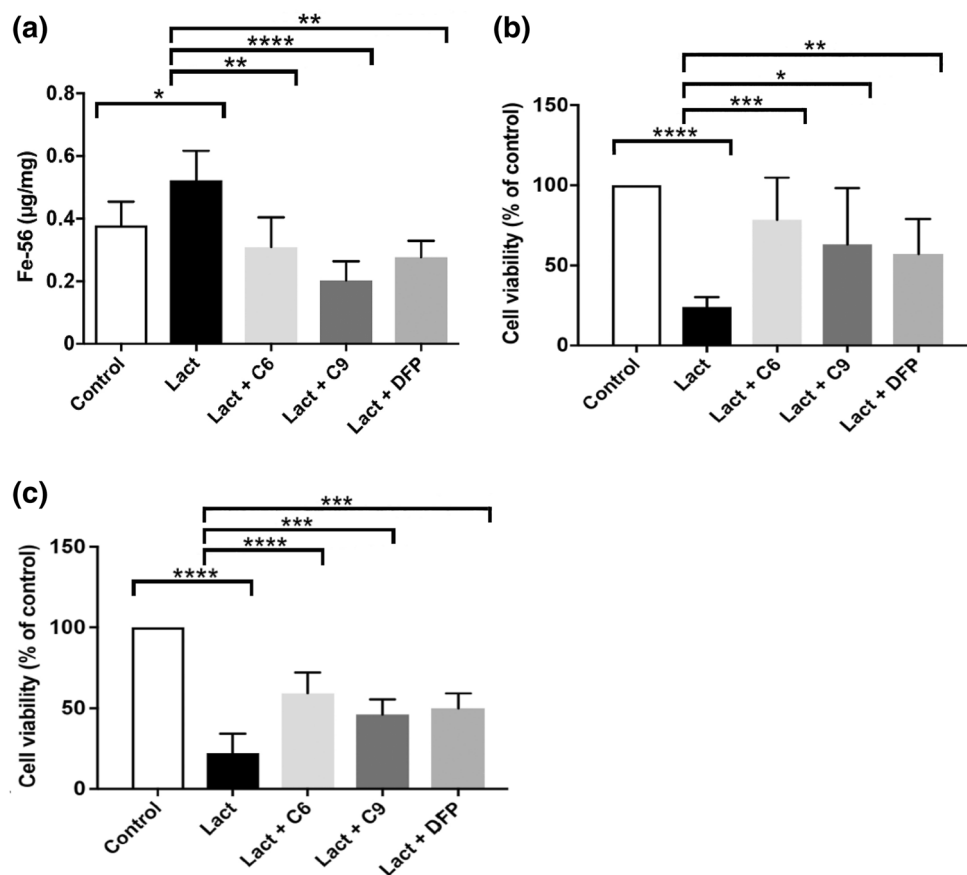 (a)
**
****
**
*
0.8
0.6
0.4
0.2
0
Fe-56 (µg/mg)
Control
Lact
Lact + C6
Lact + C9
Lact + DFP
(b)
**
*
***
****
150
100
50
0
Cell viability (% of control)
Control
Lact
Lact + C6
Lact + C9
Lact + DFP
(c)
***
***
****
****
150
100
50
0
Cell viability (% of control)
Control
Lact
Lact + C6
Lact + C9
Lact + DFP